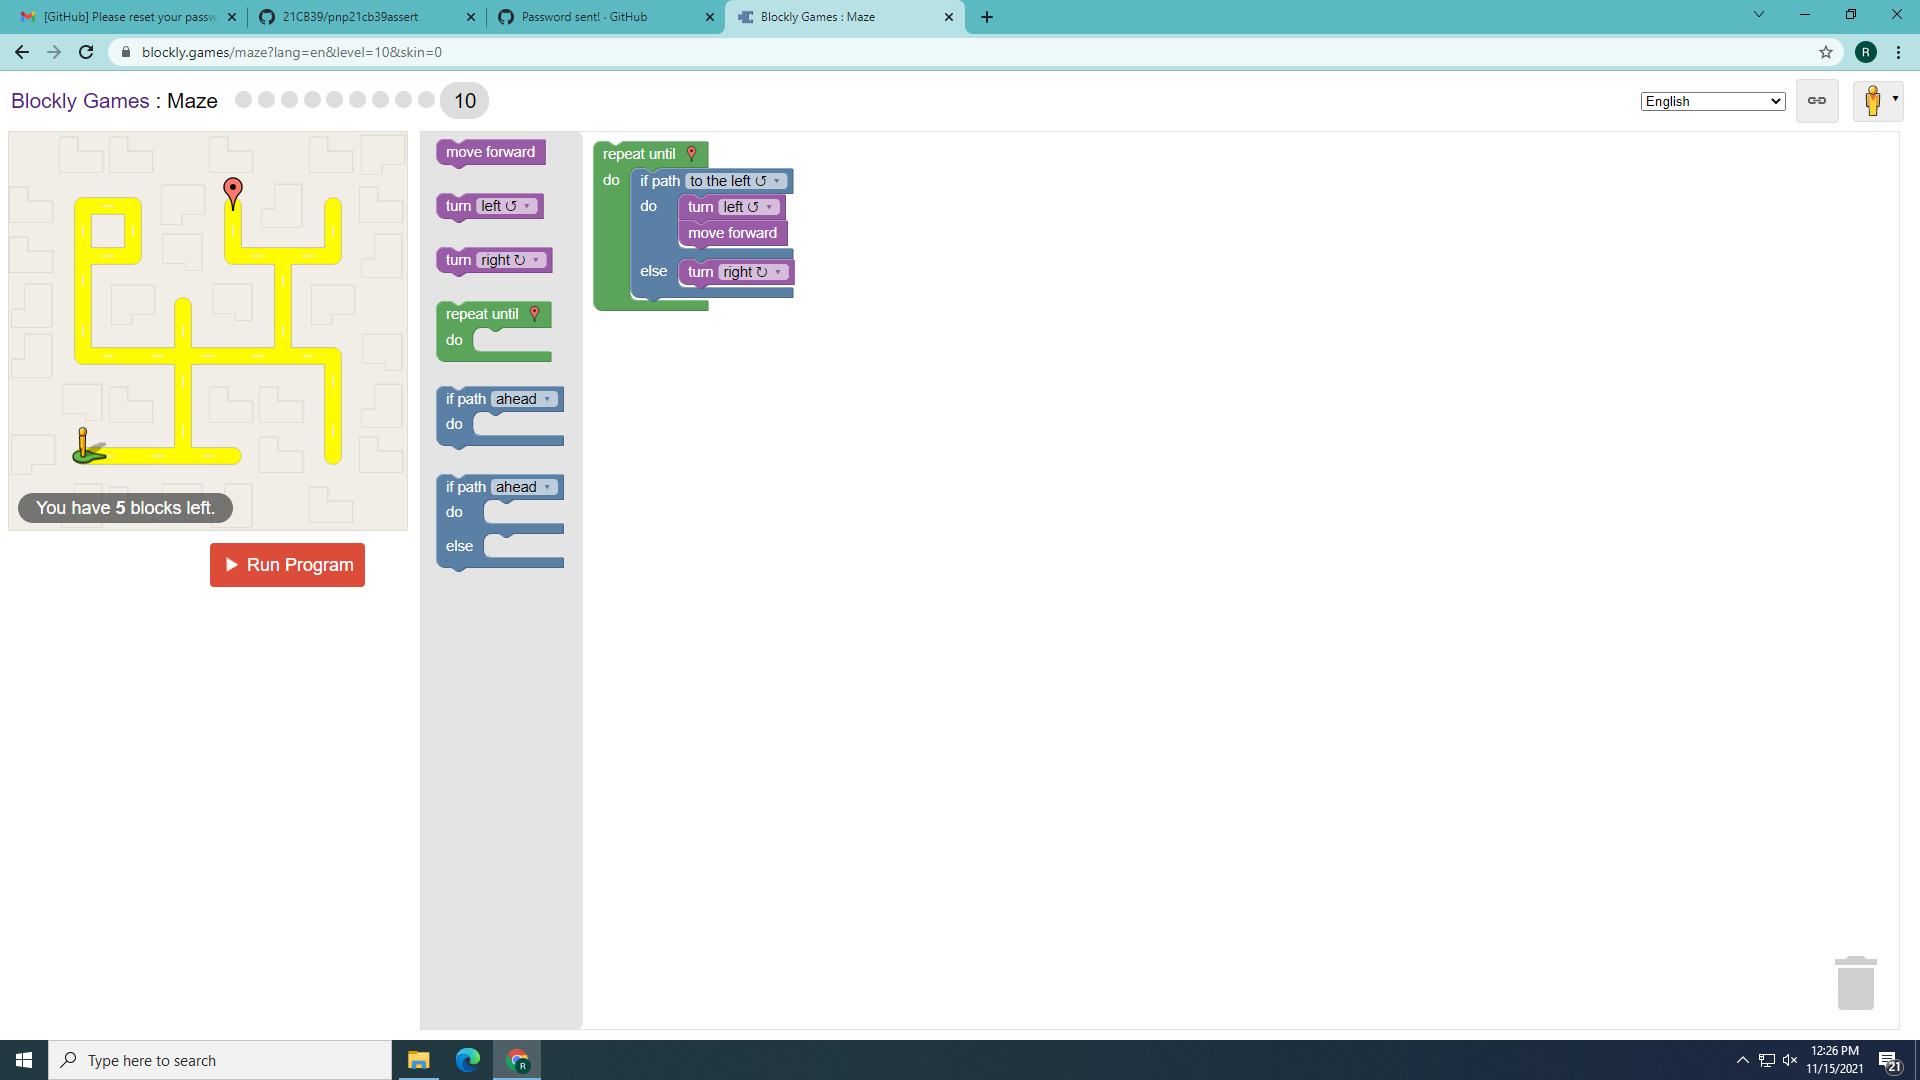 [GitHub] Please reset your passw
21CB39/pnp21cb39assert
Password sent! · GitHub
Blockly Games : Maze
blockly.games/maze?lang=en&level=10&skin=0
R
Blockly Games : Maze
10
English
You have 5 blocks left.
Run Program
move forward
turn left ↺
turn right ↻
repeat until
do
if path ahead
do
if path ahead
do
else
repeat until
do
if path to the left ↺
do
turn left ↺
move forward
else
turn right ↻
Type here to search
R
12:26 PM
11/15/2021
21